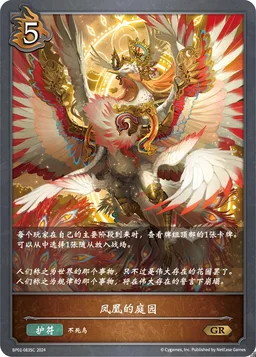 5
每个玩家在自己的主要阶段到来时，查看牌组顶部的1张卡牌。
可以从中选择1张随从放入战场。
人们称之为世界的那个事物，只不过是伟大存在的花园罢了。
人们称之为规律的那个事物，将在伟大存在的誓言下崩塌。
凤凰的庭园
护符 不死鸟
GR
BP01-083SC 2024
© Cygames, Inc. Published by NetEase Games